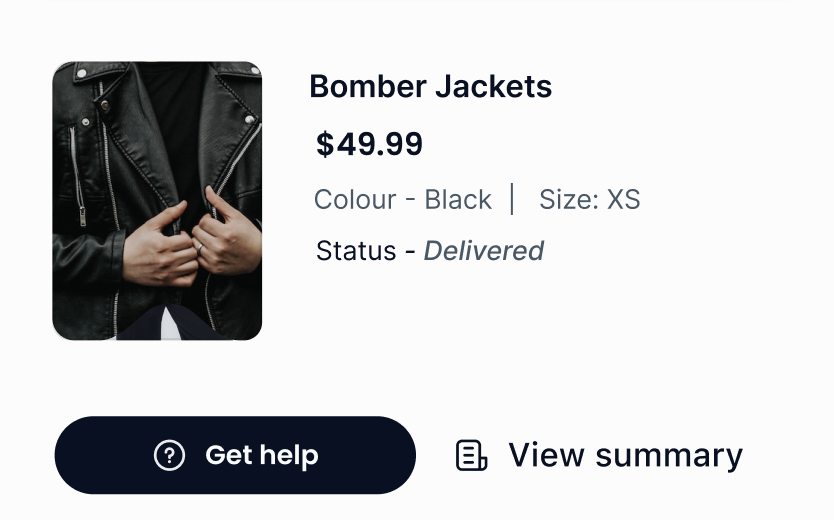 Bomber Jackets
$49.99
Colour - Black | Size: XS
Status - Delivered
Get help
View summary